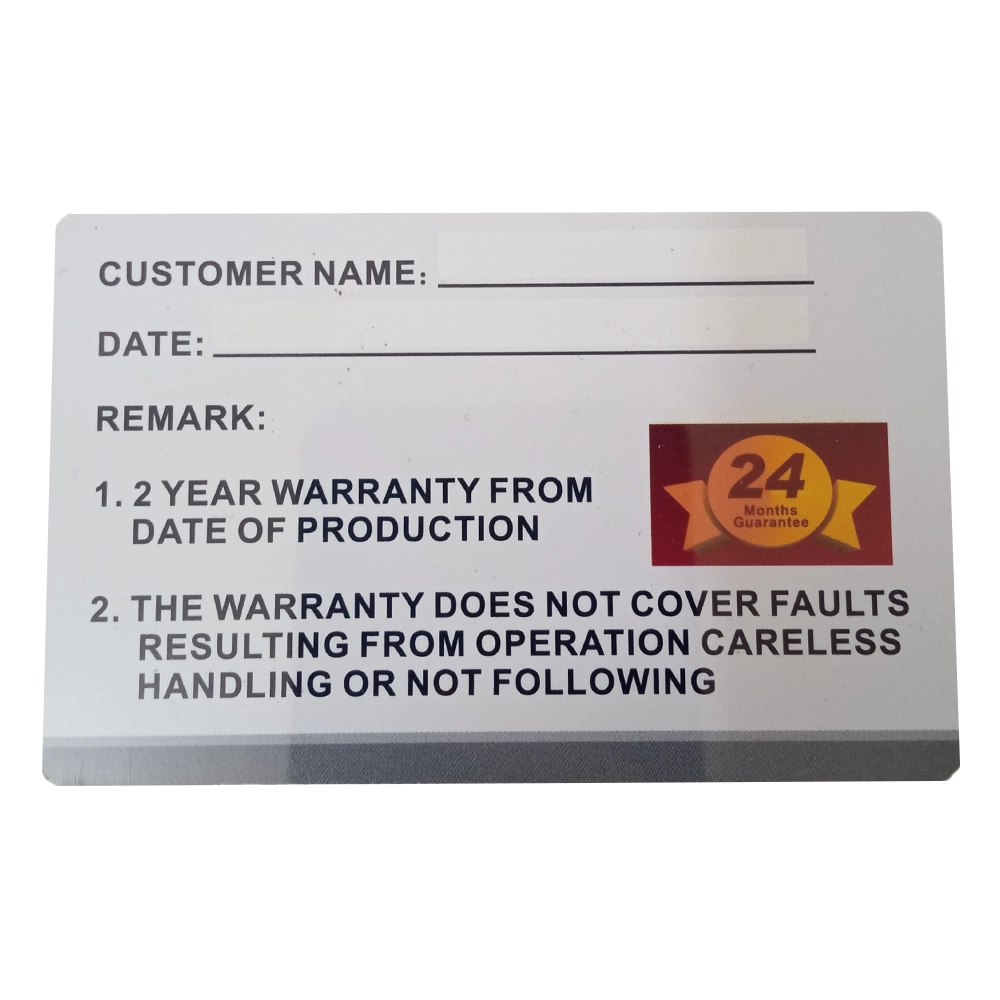 CUSTOMER NAME:
DATE:
REMARK:
1. 2 YEAR WARRANTY FROM
DATE OF PRODUCTION
24
Months
Guarantee
2. THE WARRANTY DOES NOT COVER FAULTS
RESULTING FROM OPERATION CARELESS
HANDLING OR NOT FOLLOWING